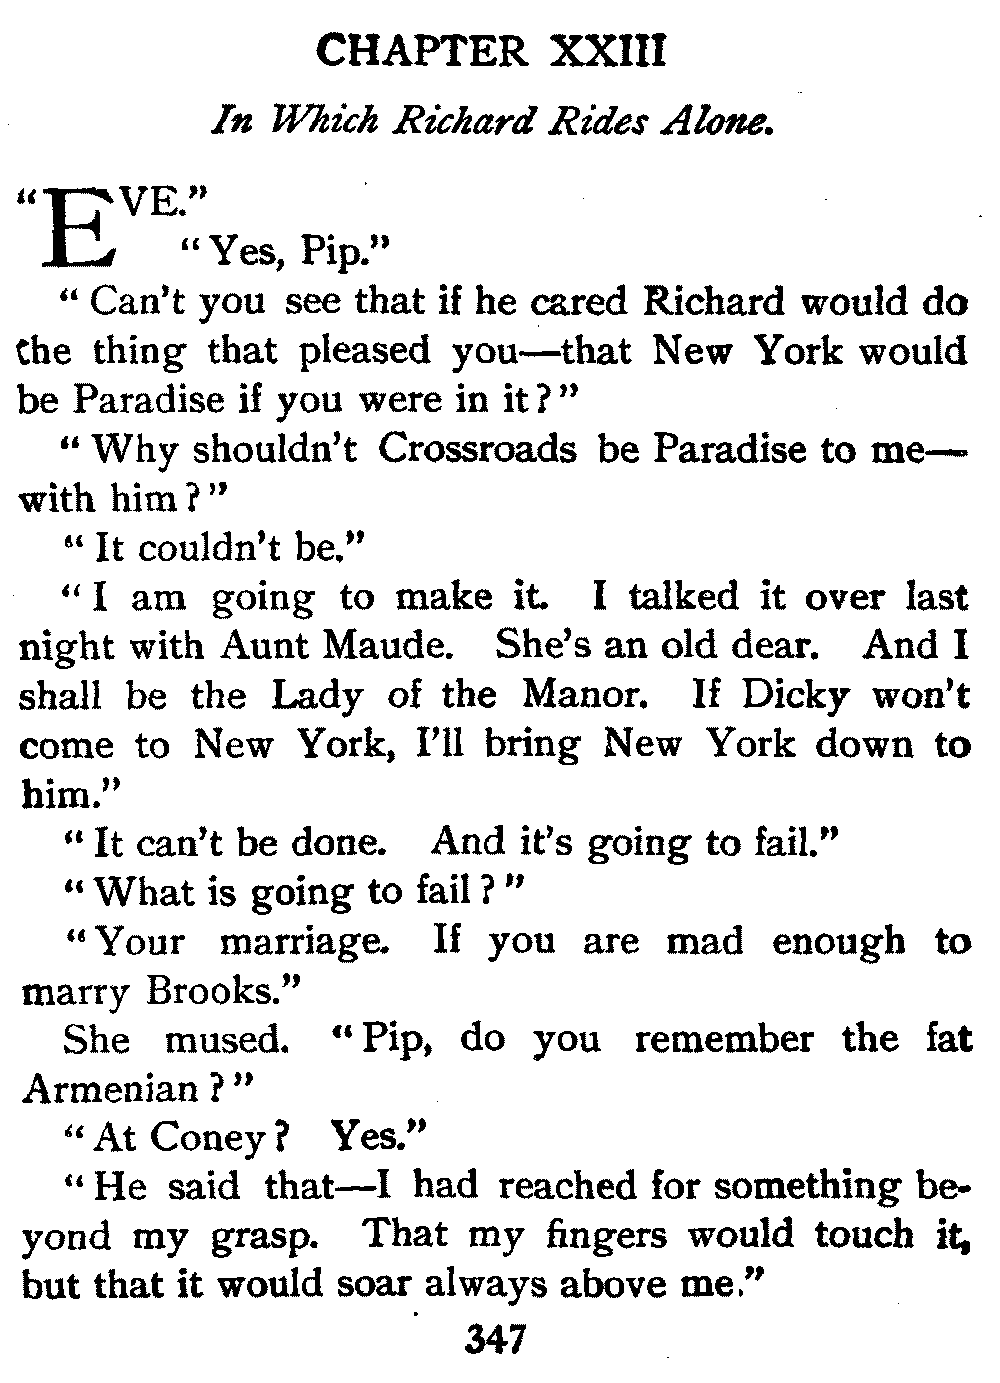 CHAPTER XXIII
In Which Richard Rides Alone.
"EVE."
"Yes, Pip."
"Can't you see that if he cared Richard would do
the thing that pleased you—that New York would
be Paradise if you were in it?"
"Why shouldn't Crossroads be Paradise to me—
with him?"
"It couldn't be."
"I am going to make it. I talked it over last
night with Aunt Maude. She's an old dear. And I
shall be the Lady of the Manor. If Dicky won't
come to New York, I'll bring New York down to
him."
"It can't be done. And it's going to fail."
"What is going to fail?"
"Your marriage. If you are mad enough to
marry Brooks."
She mused. "Pip, do you remember the fat
Armenian?"
"At Coney? Yes."
"He said that—I had reached for something be-
yond my grasp. That my fingers would touch it,
but that it would soar always above me."
347